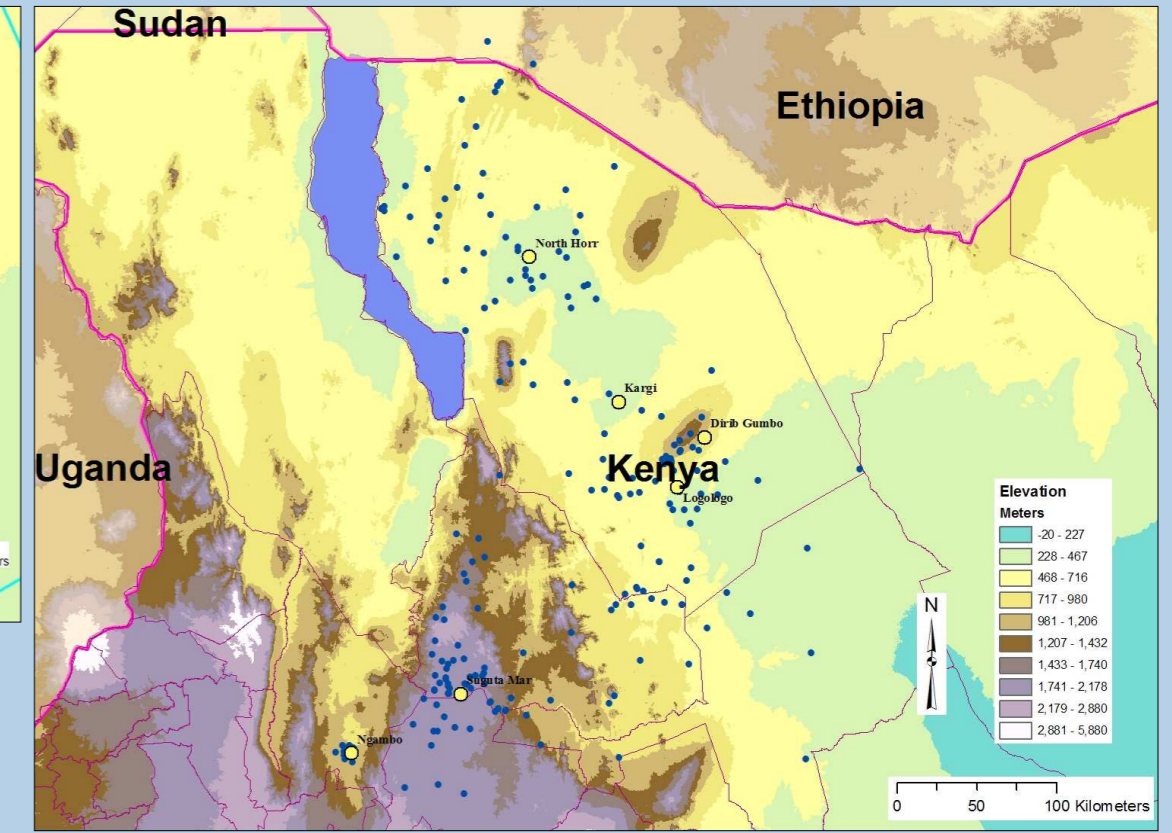 Sudan
Ethiopia
North Horr
Kargi
Dirib Gumbo
Uganda
Kenya
Logologo
rs
Elevation
Meters
-20 - 227
228 - 467
468 - 716
717 - 980
981 - 1,206
1,207 - 1,432
1,433 - 1,740
1,741 - 2,178
2,179 - 2,880
2,881 - 5,880
N
Suguta Mar
Ngambo
0 50 100 Kilometers